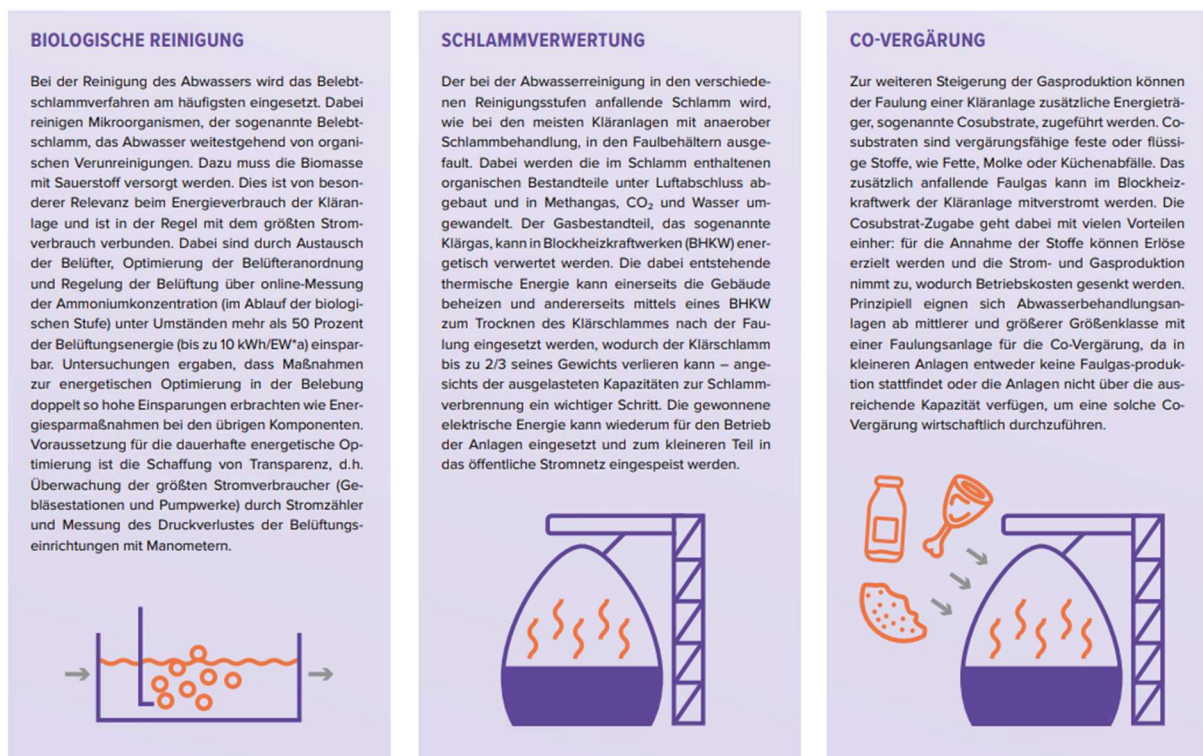 BIOLOGISCHE REINIGUNG
Bei der Reinigung des Abwassers wird das Belebt-
schlammverfahren am häufigsten eingesetzt. Dabei
reinigen Mikroorganismen, der sogenannte Belebt-
schlamm, das Abwasser weitestgehend von organi-
schen Verunreinigungen. Dazu muss die Biomasse
mit Sauerstoff versorgt werden. Dies ist von beson-
derer Relevanz beim Energieverbrauch der Kläran-
lage und ist in der Regel mit dem größten Strom-
verbrauch verbunden. Dabei sind durch Austausch
der Belüfter, Optimierung der Belüfteranordnung
und Regelung der Belüftung über online-Messung
der Ammoniumkonzentration (im Ablauf der biologi-
schen Stufe) unter Umständen mehr als 50 Prozent
der Belüftungsenergie (bis zu 10 kWh/EW*a) einspar-
bar. Untersuchungen ergaben, dass Maßnahmen
zur energetischen Optimierung in der Belebung
doppelt so hohe Einsparungen erbrachten wie Ener-
giesparmaßnahmen bei den übrigen Komponenten.
Voraussetzung für die dauerhafte energetische Op-
timierung ist die Schaffung von Transparenz, d.h.
Überwachung der größten Stromverbraucher (Ge-
bläsestationen und Pumpwerke) durch Stromzähler
und Messung des Druckverlustes der Belüftungs-
einrichtungen mit Manometern.
SCHLAMMVERWERTUNG
Der bei der Abwasserreinigung in den verschiede-
nen Reinigungsstufen anfallende Schlamm wird,
wie bei den meisten Kläranlagen mit anaerober
Schlammbehandlung, in den Faulbehältern ausge-
fault. Dabei werden die im Schlamm enthaltenen
organischen Bestandteile unter Luftabschluss ab-
gebaut und in Methangas, CO₂ und Wasser um-
gewandelt. Der Gasbestandteil, das sogenannte
Klärgas, kann in Blockheizkraftwerken (BHKW) ener-
getisch verwertet werden. Die dabei entstehende
thermische Energie kann einerseits die Gebäude
beheizen und andererseits mittels eines BHKW
zum Trocknen des Klärschlammes nach der Fau-
lung eingesetzt werden, wodurch der Klärschlamm
bis zu 2/3 seines Gewichts verlieren kann – ange-
sichts der ausgelasteten Kapazitäten zur Schlamm-
verbrennung ein wichtiger Schritt. Die gewonnene
elektrische Energie kann wiederum für den Betrieb
der Anlagen eingesetzt und zum kleineren Teil in
das öffentliche Stromnetz eingespeist werden.
CO-VERGÄRUNG
Zur weiteren Steigerung der Gasproduktion können
der Faulung einer Kläranlage zusätzliche Energieträ-
ger, sogenannte Cosubstrate, zugeführt werden. Co-
substraten sind vergärungsfähige feste oder flüssi-
ge Stoffe, wie Fette, Molke oder Küchenabfälle. Das
zusätzlich anfallende Faulgas kann im Blockheiz-
kraftwerk der Kläranlage mitverstromt werden. Die
Cosubstrat-Zugabe geht dabei mit vielen Vorteilen
einher: für die Annahme der Stoffe können Erlöse
erzielt werden und die Strom- und Gasproduktion
nimmt zu, wodurch Betriebskosten gesenkt werden.
Prinzipiell eignen sich Abwasserbehandlungsan-
lagen ab mittlerer und größerer Größenklasse mit
einer Faulungsanlage für die Co-Vergärung, da in
kleineren Anlagen entweder keine Faulgas-produk-
tion stattfindet oder die Anlagen nicht über die aus-
reichende Kapazität verfügen, um eine solche Co-
Vergärung wirtschaftlich durchzuführen.